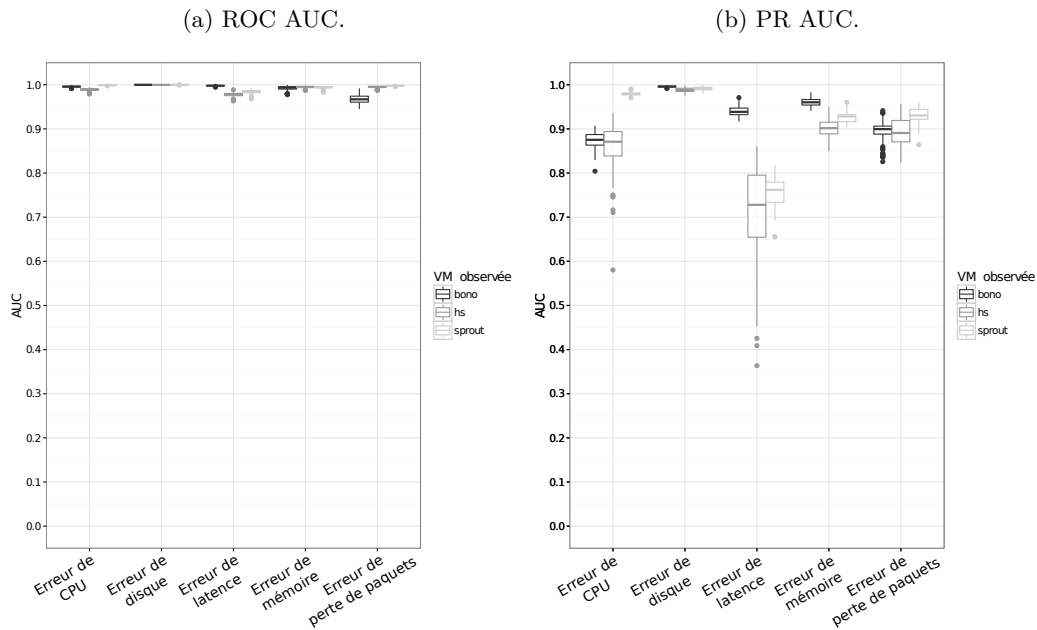 (a) ROC AUC.
1.0
0.9
0.8
0.7
0.6
0.5
0.4
0.3
0.2
0.1
0.0
AUC
Erreur de
CPU
Erreur de
disque
Erreur de
latence
Erreur de
mémoire
Erreur de
perte de paquets
VM observée
bono
hs
sprout
(b) PR AUC.
1.0
0.9
0.8
0.7
0.6
0.5
0.4
0.3
0.2
0.1
0.0
AUC
Erreur de
CPU
Erreur de
disque
Erreur de
latence
Erreur de
mémoire
Erreur de
perte de paquets
VM observée
bono
hs
sprout